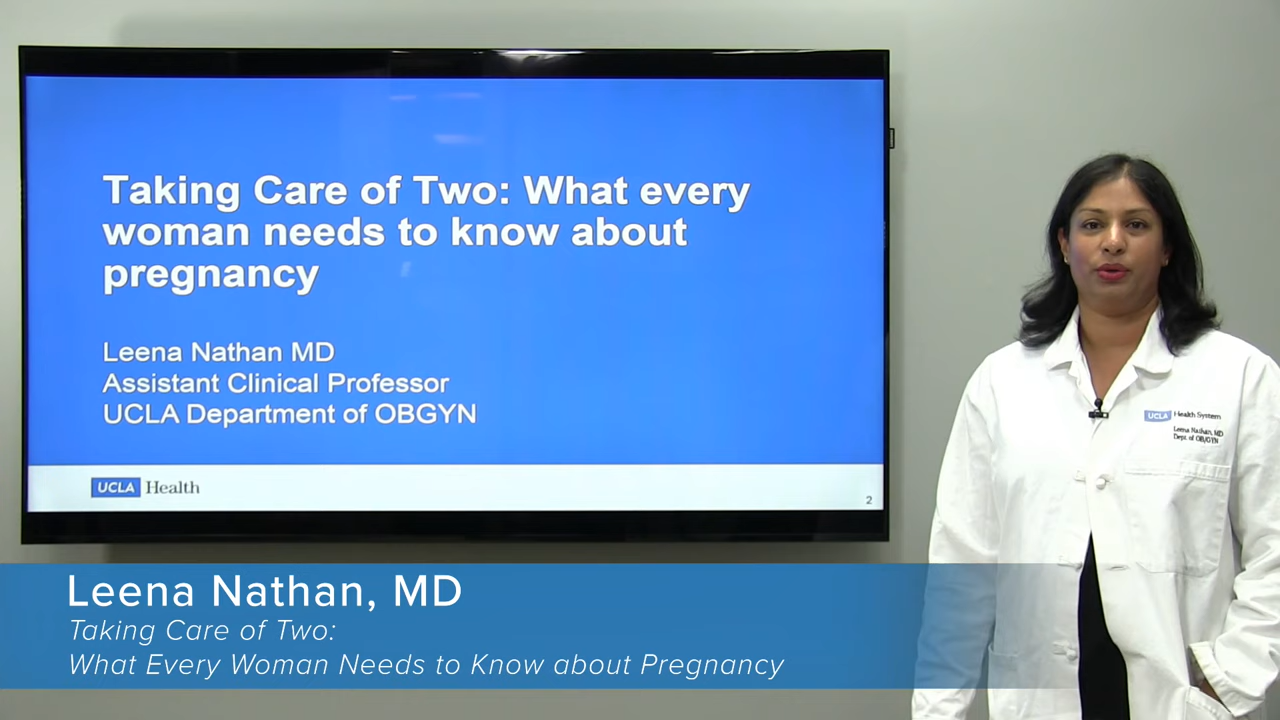 Taking Care of Two: What every
woman needs to know about
pregnancy
Leena Nathan MD
Assistant Clinical Professor
UCLA Department of OBGYN
UCLA Health
2
UCLA Health System
Leena Nathan, MD
Dept. of OB/GYN
Leena Nathan, MD
Taking Care of Two:
What Every Woman Needs to Know about Pregnancy